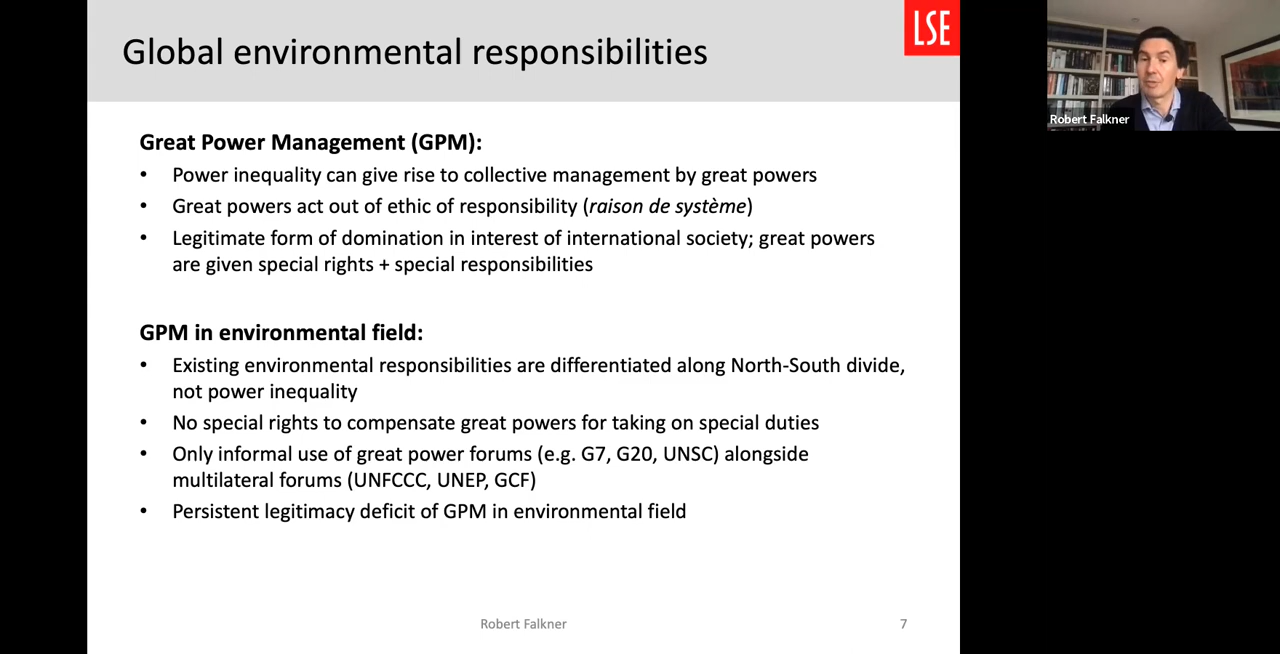 Global environmental responsibilities
LSE
Robert Falkner
Great Power Management (GPM):
• Power inequality can give rise to collective management by great powers
• Great powers act out of ethic of responsibility (raison de système)
• Legitimate form of domination in interest of international society; great powers
are given special rights + special responsibilities
GPM in environmental field:
• Existing environmental responsibilities are differentiated along North-South divide,
not power inequality
• No special rights to compensate great powers for taking on special duties
• Only informal use of great power forums (e.g. G7, G20, UNSC) alongside
multilateral forums (UNFCCC, UNEP, GCF)
• Persistent legitimacy deficit of GPM in environmental field
Robert Falkner
7